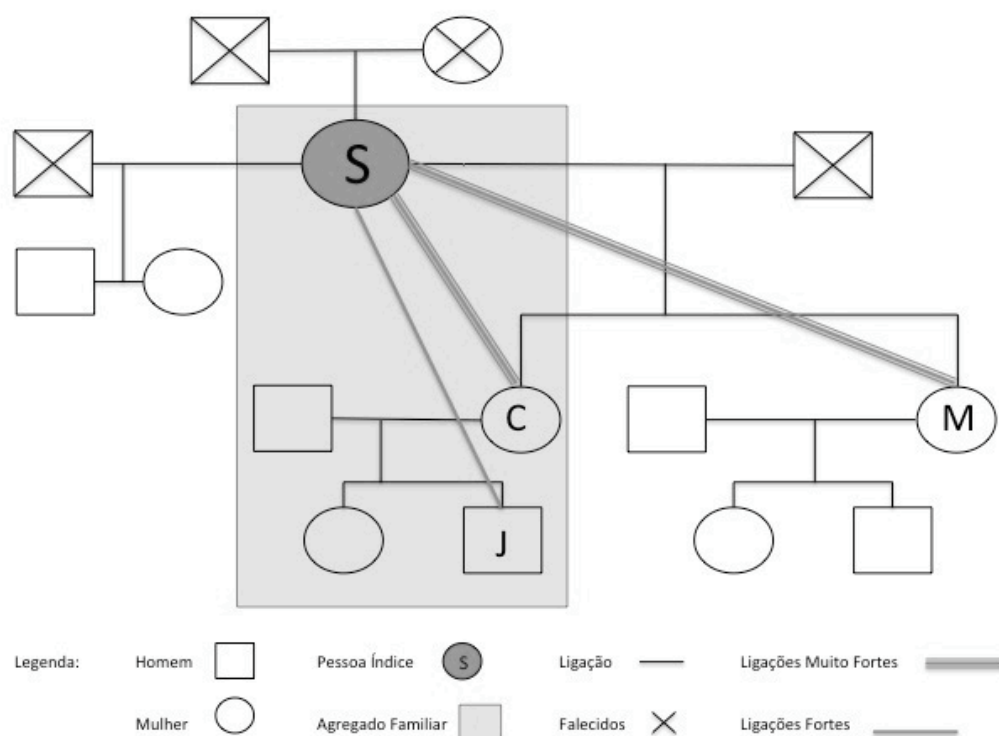 S
C
M
J
Legenda: Homem Pessoa Índice S Ligação Ligações Muito Fortes
Mulher Agregado Familiar Falecidos Ligações Fortes